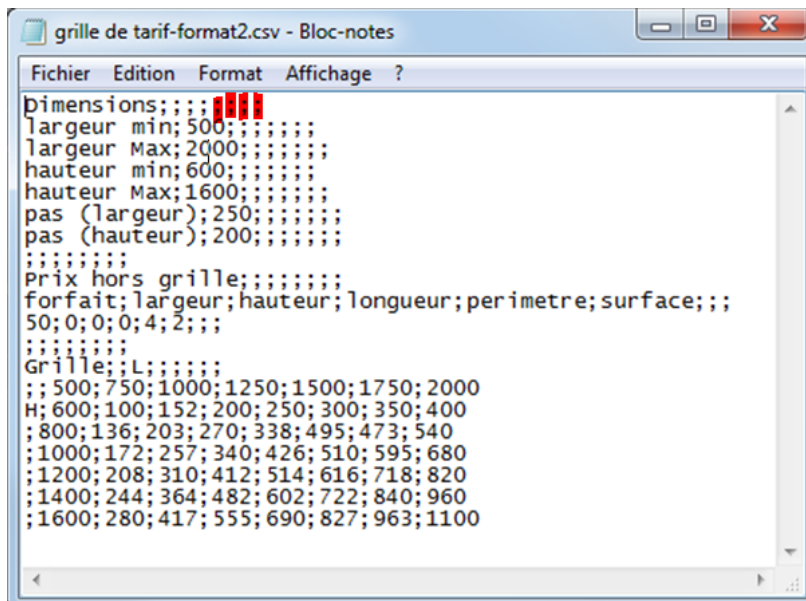 grille de tarif-format2.csv - Bloc-notes
Fichier Edition Format Affichage ?
Dimensions;;;;;;;;
largeur min;500;;;;;;;
largeur Max;2000;;;;;;;
hauteur min;600;;;;;;;
hauteur Max;1600;;;;;;;
pas (largeur);250;;;;;;;
pas (hauteur);200;;;;;;;
;;;;;;;;
Prix hors grille;;;;;;;;
forfait;largeur;hauteur;longueur;perimetre;surface;;;
50;0;0;0;4;2;;;
;;;;;;;;
Grille;;L;;;;;;
;;500;750;1000;1250;1500;1750;2000
H;600;100;152;200;250;300;350;400
;800;136;203;270;338;495;473;540
;1000;172;257;340;426;510;595;680
;1200;208;310;412;514;616;718;820
;1400;244;364;482;602;722;840;960
;1600;280;417;555;690;827;963;1100